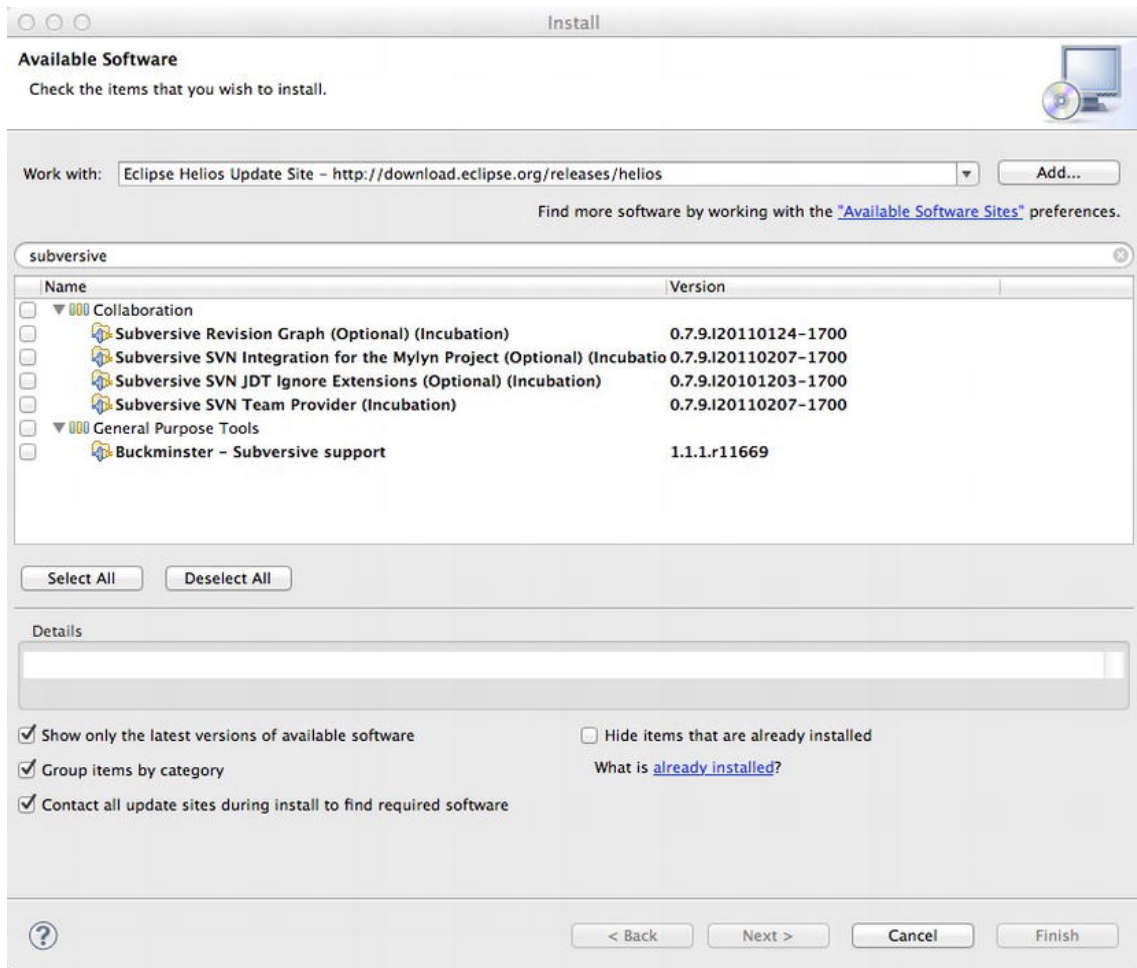 Install
Available Software
Check the items that you wish to install.
Work with: Eclipse Helios Update Site - http://download.eclipse.org/releases/helios Add...
Find more software by working with the "Available Software Sites" preferences.
subversive
Name Version
Collaboration
Subversive Revision Graph (Optional) (Incubation) 0.7.9.I20110124-1700
Subversive SVN Integration for the Mylyn Project (Optional) (Incubatio 0.7.9.I20110207-1700
Subversive SVN JDT Ignore Extensions (Optional) (Incubation) 0.7.9.I20101203-1700
Subversive SVN Team Provider (Incubation) 0.7.9.I20110207-1700
General Purpose Tools
Buckminster - Subversive support 1.1.1.r11669
Select All Deselect All
Details
Show only the latest versions of available software Hide items that are already installed
Group items by category What is already installed?
Contact all update sites during install to find required software
? < Back Next > Cancel Finish